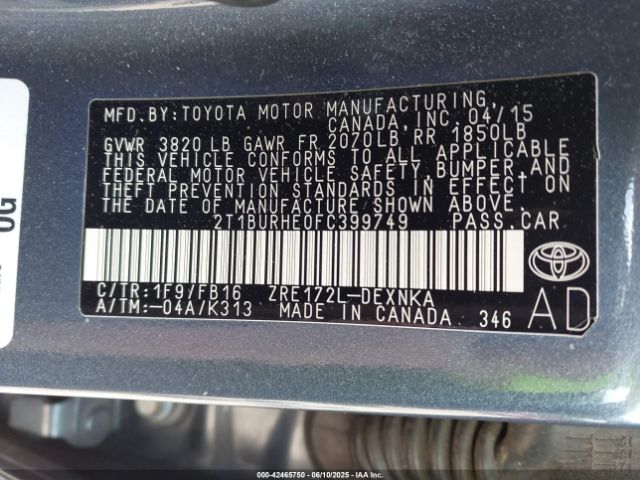 MFD.BY:TOYOTA MOTOR MANUFACTURING,
CANADA, INC. 04/15
GVWR 3820 LB GAWR FR 2070LB RR 1850LB
THIS VEHICLE CONFORMS TO ALL APPLICABLE
FEDERAL MOTOR VEHICLE SAFETY, BUMPER, AND
THEFT PREVENTION STANDARDS IN EFFECT ON
THE DATE OF MANUFACTURE SHOWN ABOVE.
2T1BURHE0FC399749 PASS.CAR
C/TR:1F9/FB16 ZRE172L-DEXNKA
A/TM:-04A/K313 MADE IN CANADA 346
AD
OG
000-42465750 06/10/2025 IAAI, INC